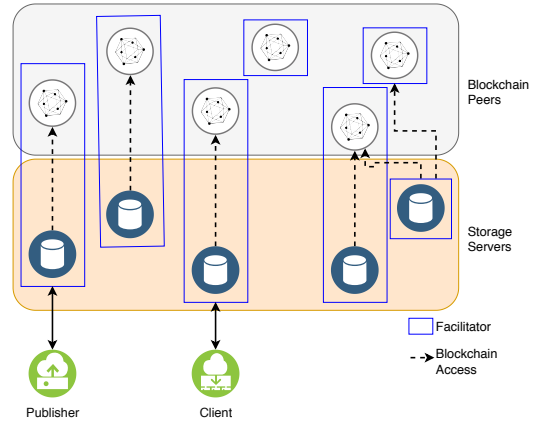 Blockchain
Peers
Storage
Servers
Facilitator
Blockchain
Access
Publisher
Client